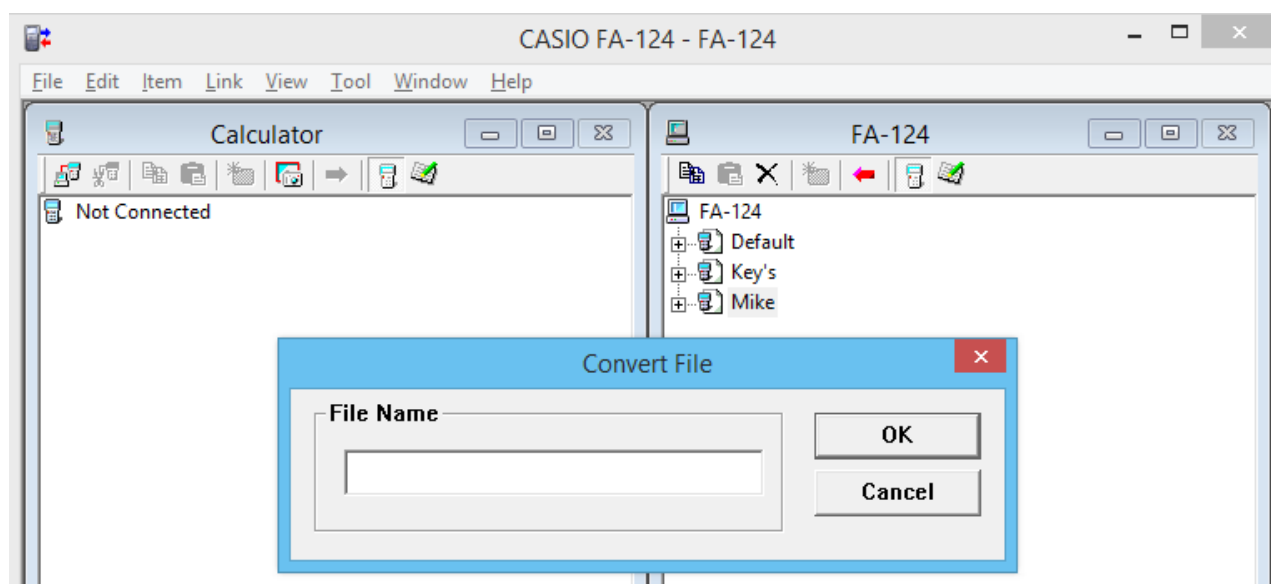 CASIO FA-124 - FA-124
File Edit Item Link View Tool Window Help
Calculator
FA-124
Not Connected
FA-124
Default
Key's
Mike
Convert File
File Name
OK
Cancel